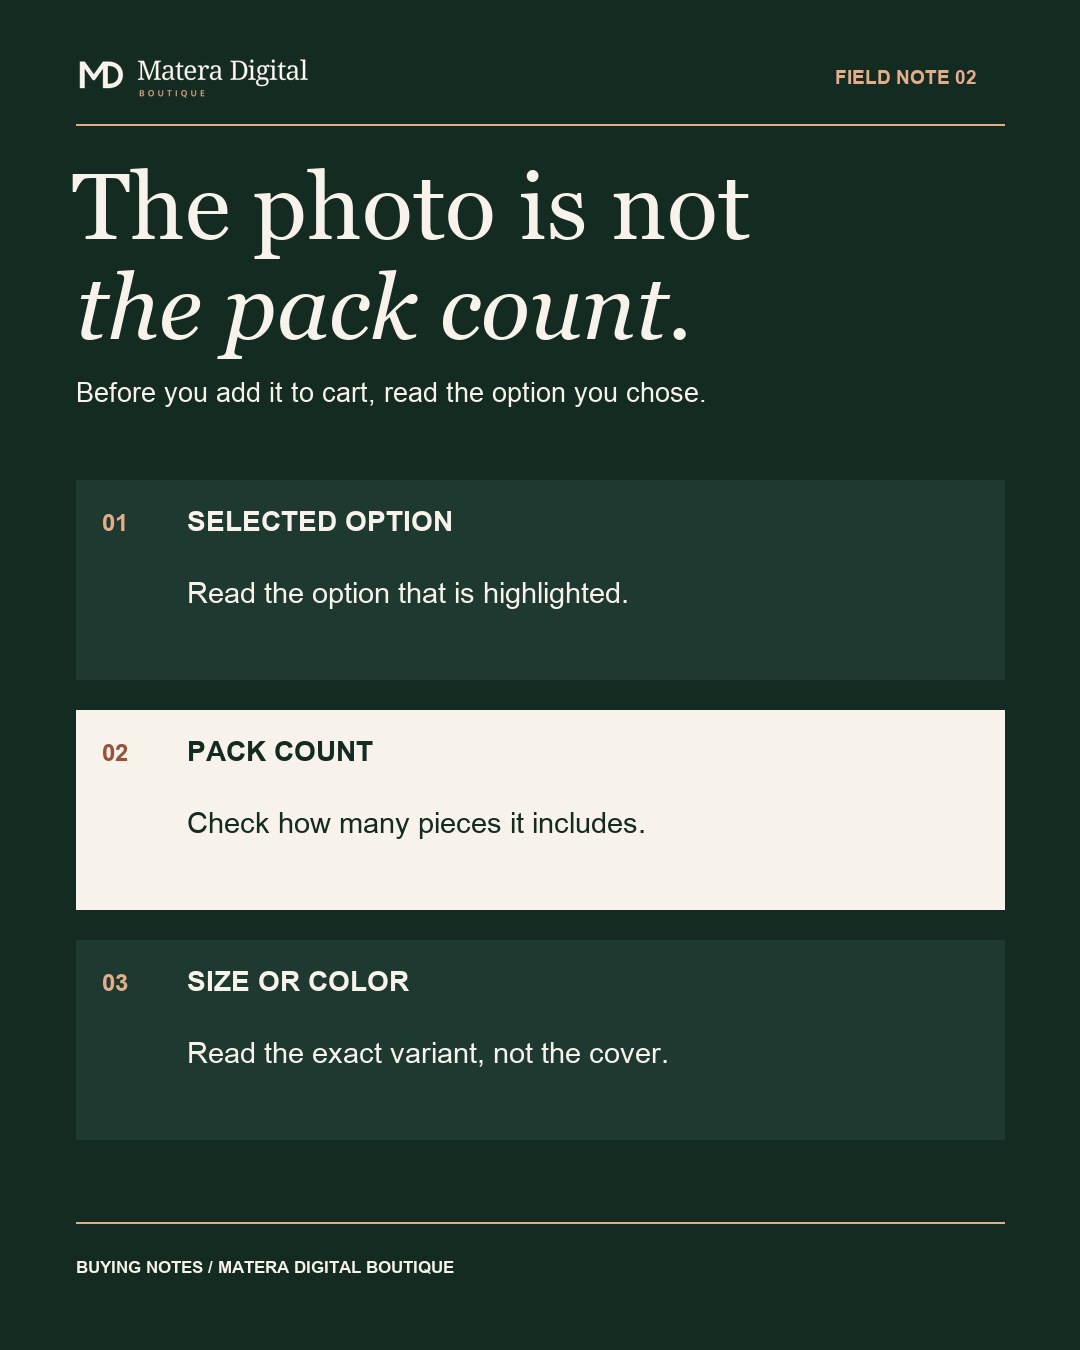 MD Matera Digital
BOUTIQUE
FIELD NOTE 02
The photo is not
the pack count.
Before you add it to cart, read the option you chose.
01 SELECTED OPTION
Read the option that is highlighted.
02 PACK COUNT
Check how many pieces it includes.
03 SIZE OR COLOR
Read the exact variant, not the cover.
BUYING NOTES / MATERA DIGITAL BOUTIQUE